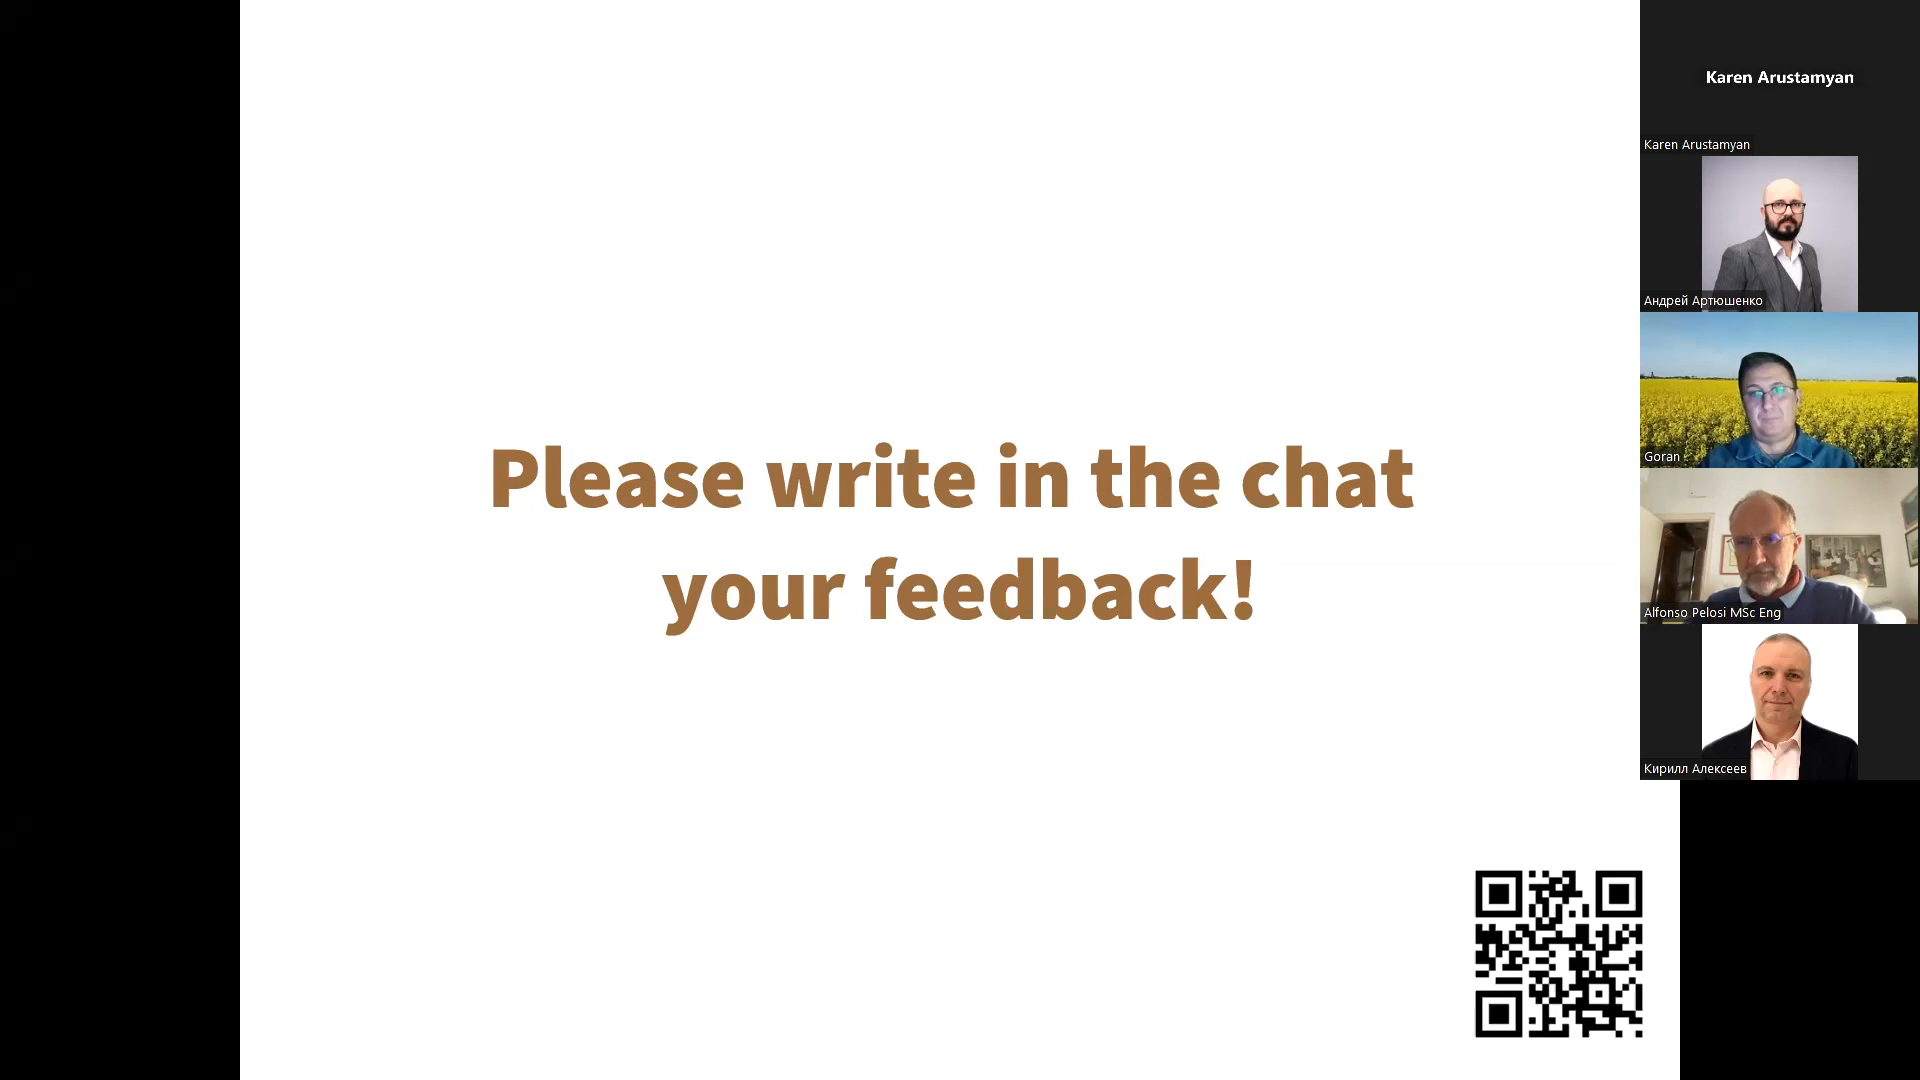 Please write in the chat
your feedback!
Karen Arustamyan
Karen Arustamyan
Андрей Артюшенко
Goran
Alfonso Pelosi MSc Eng
Кирилл Алексеев